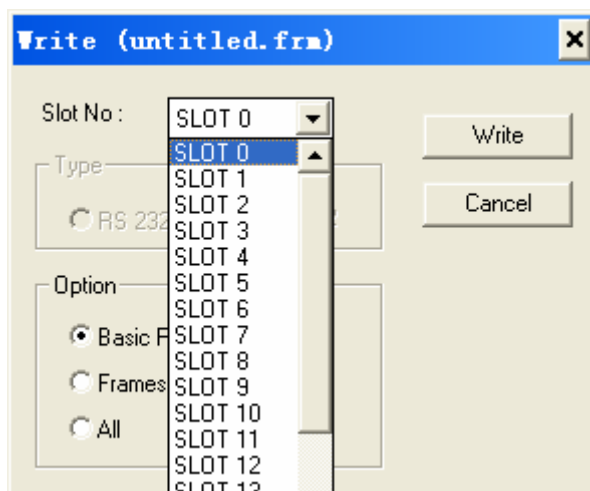 Write (untitled.frm)
Slot No :
SLOT 0
Write
SLOT 0
Type
SLOT 1
SLOT 2
Cancel
RS 232
SLOT 3
SLOT 4
Option
SLOT 5
SLOT 6
Basic
SLOT 7
SLOT 8
Frames
SLOT 9
SLOT 10
All
SLOT 11
SLOT 12
SLOT 13